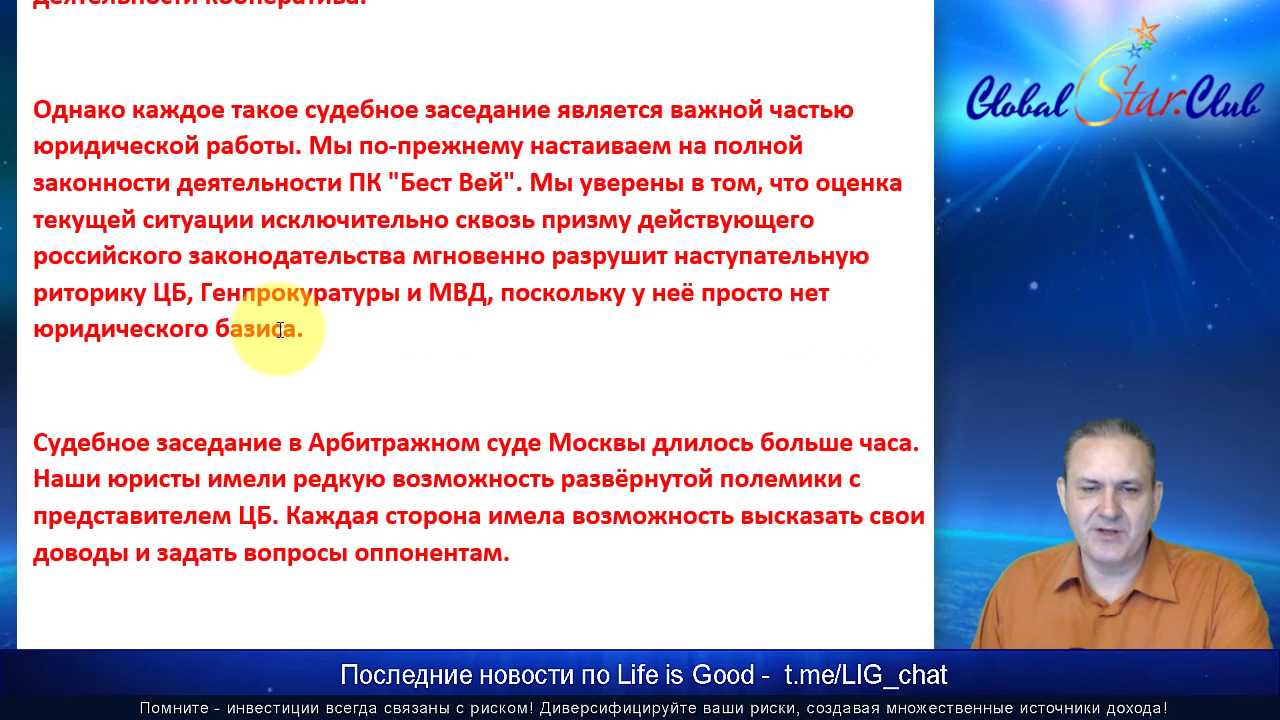 деятельности кооператива.
Однако каждое такое судебное заседание является важной частью
юридической работы. Мы по-прежнему настаиваем на полной
законности деятельности ПК "Бест Вей". Мы уверены в том, что оценка
текущей ситуации исключительно сквозь призму действующего
российского законодательства мгновенно разрушит наступательную
риторику ЦБ, Генпрокуратуры и МВД, поскольку у неё просто нет
юридического базиса.
Судебное заседание в Арбитражном суде Москвы длилось больше часа.
Наши юристы имели редкую возможность развёрнутой полемики с
представителем ЦБ. Каждая сторона имела возможность высказать свои
доводы и задать вопросы оппонентам.
Global Star.Club
Последние новости по Life is Good - t.me/LIG_chat
Помните - инвестиции всегда связаны с риском! Диверсифицируйте ваши риски, создавая множественные источники дохода!